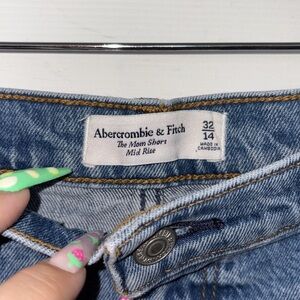 Abercrombie & Fitch
The Mom Short
Mid Rise
32
14
MADE IN
CAMBODIA